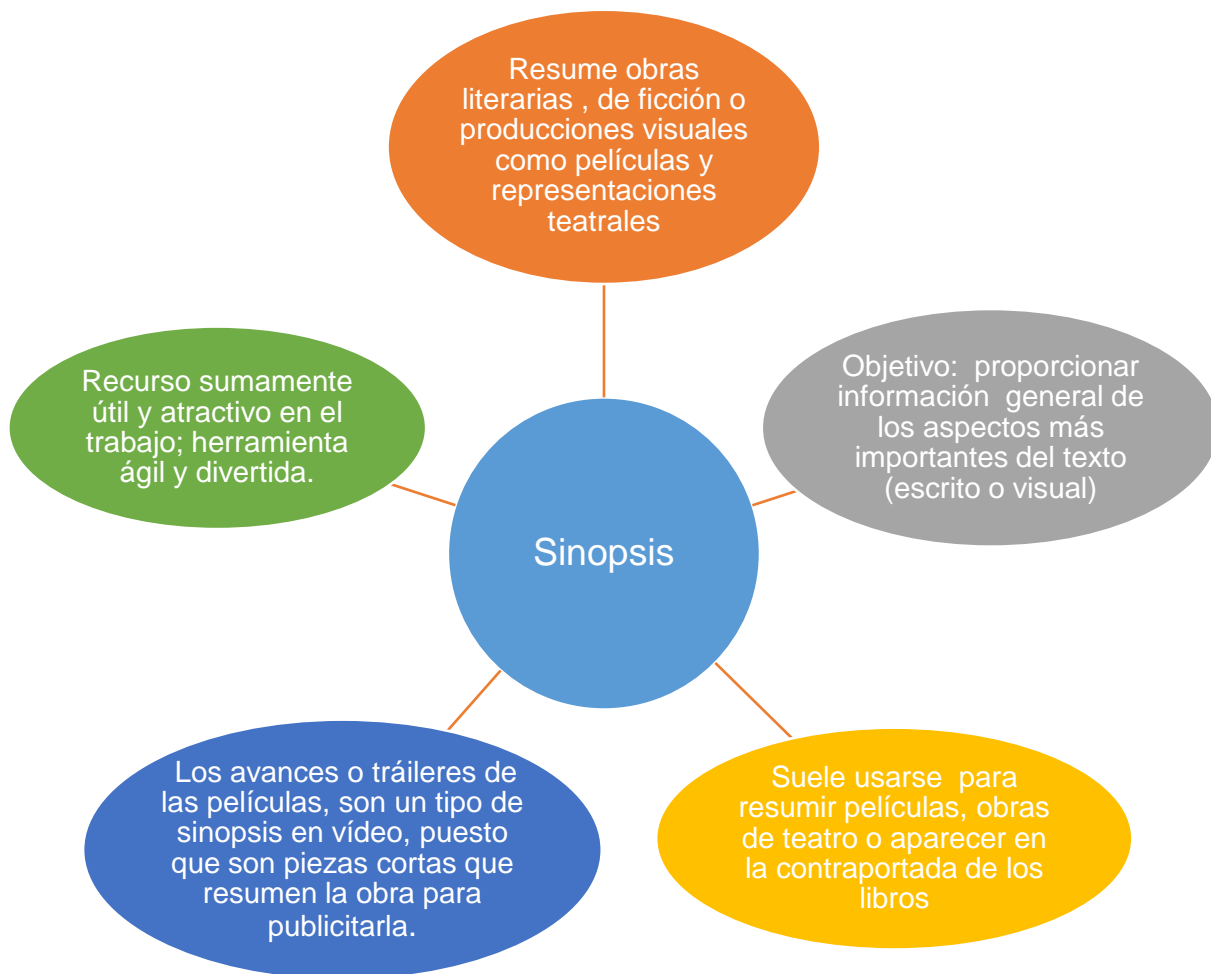 Resume obras
literarias , de ficción o
producciones visuales
como películas y
representaciones
teatrales
Objetivo: proporcionar
información general de
los aspectos más
importantes del texto
(escrito o visual)
Suele usarse para
resumir películas, obras
de teatro o aparecer en
la contraportada de los
libros
Los avances o tráileres de
las películas, son un tipo de
sinopsis en vídeo, puesto
que son piezas cortas que
resumen la obra para
publicitarla.
Recurso sumamente
útil y atractivo en el
trabajo; herramienta
ágil y divertida.
Sinopsis